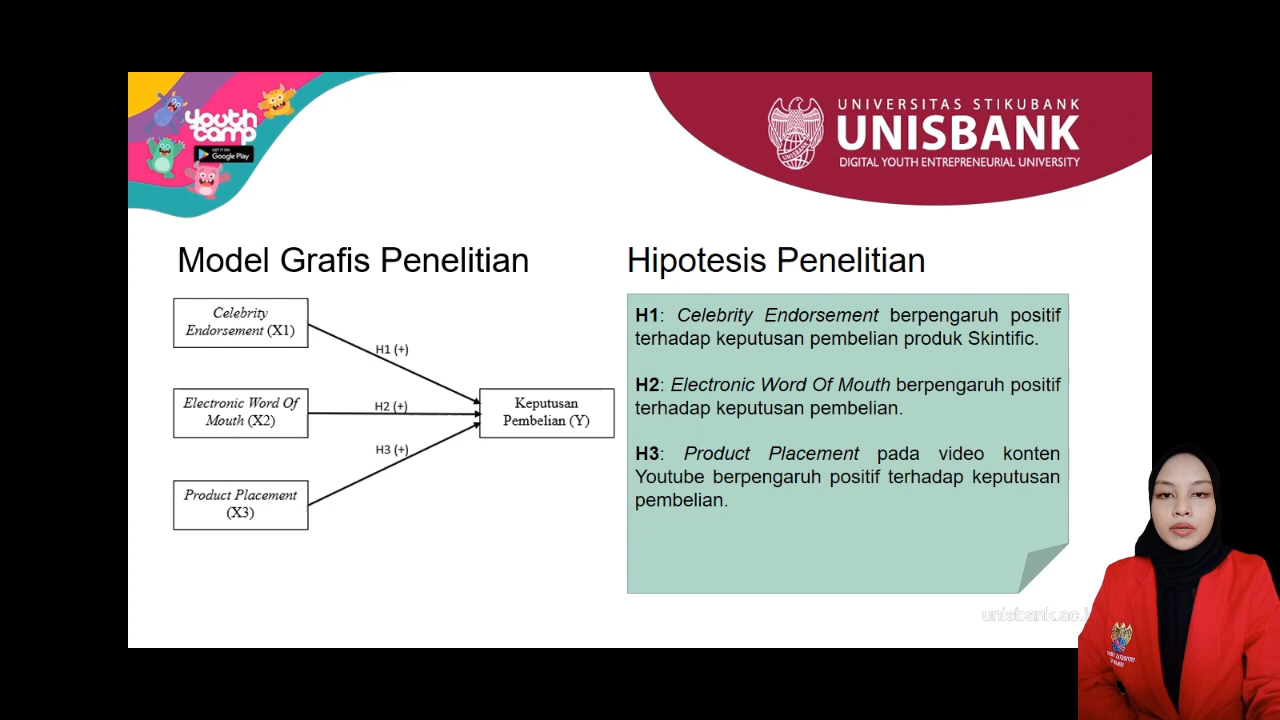 youth
camp
GET IT ON
Google Play
UNIVERSITAS STIKUBANK
UNISBANK
DIGITAL YOUTH ENTREPRENEURIAL UNIVERSITY
Model Grafis Penelitian
Celebrity
Endorsement (X1)
H1 (+)
Electronic Word Of
Mouth (X2)
H2 (+)
Keputusan
Pembelian (Y)
H3 (+)
Product Placement
(X3)
Hipotesis Penelitian
H1: Celebrity Endorsement berpengaruh positif
terhadap keputusan pembelian produk Skintific.
H2: Electronic Word Of Mouth berpengaruh positif
terhadap keputusan pembelian.
H3: Product Placement pada video konten
Youtube berpengaruh positif terhadap keputusan
pembelian.
unisbank.ac.